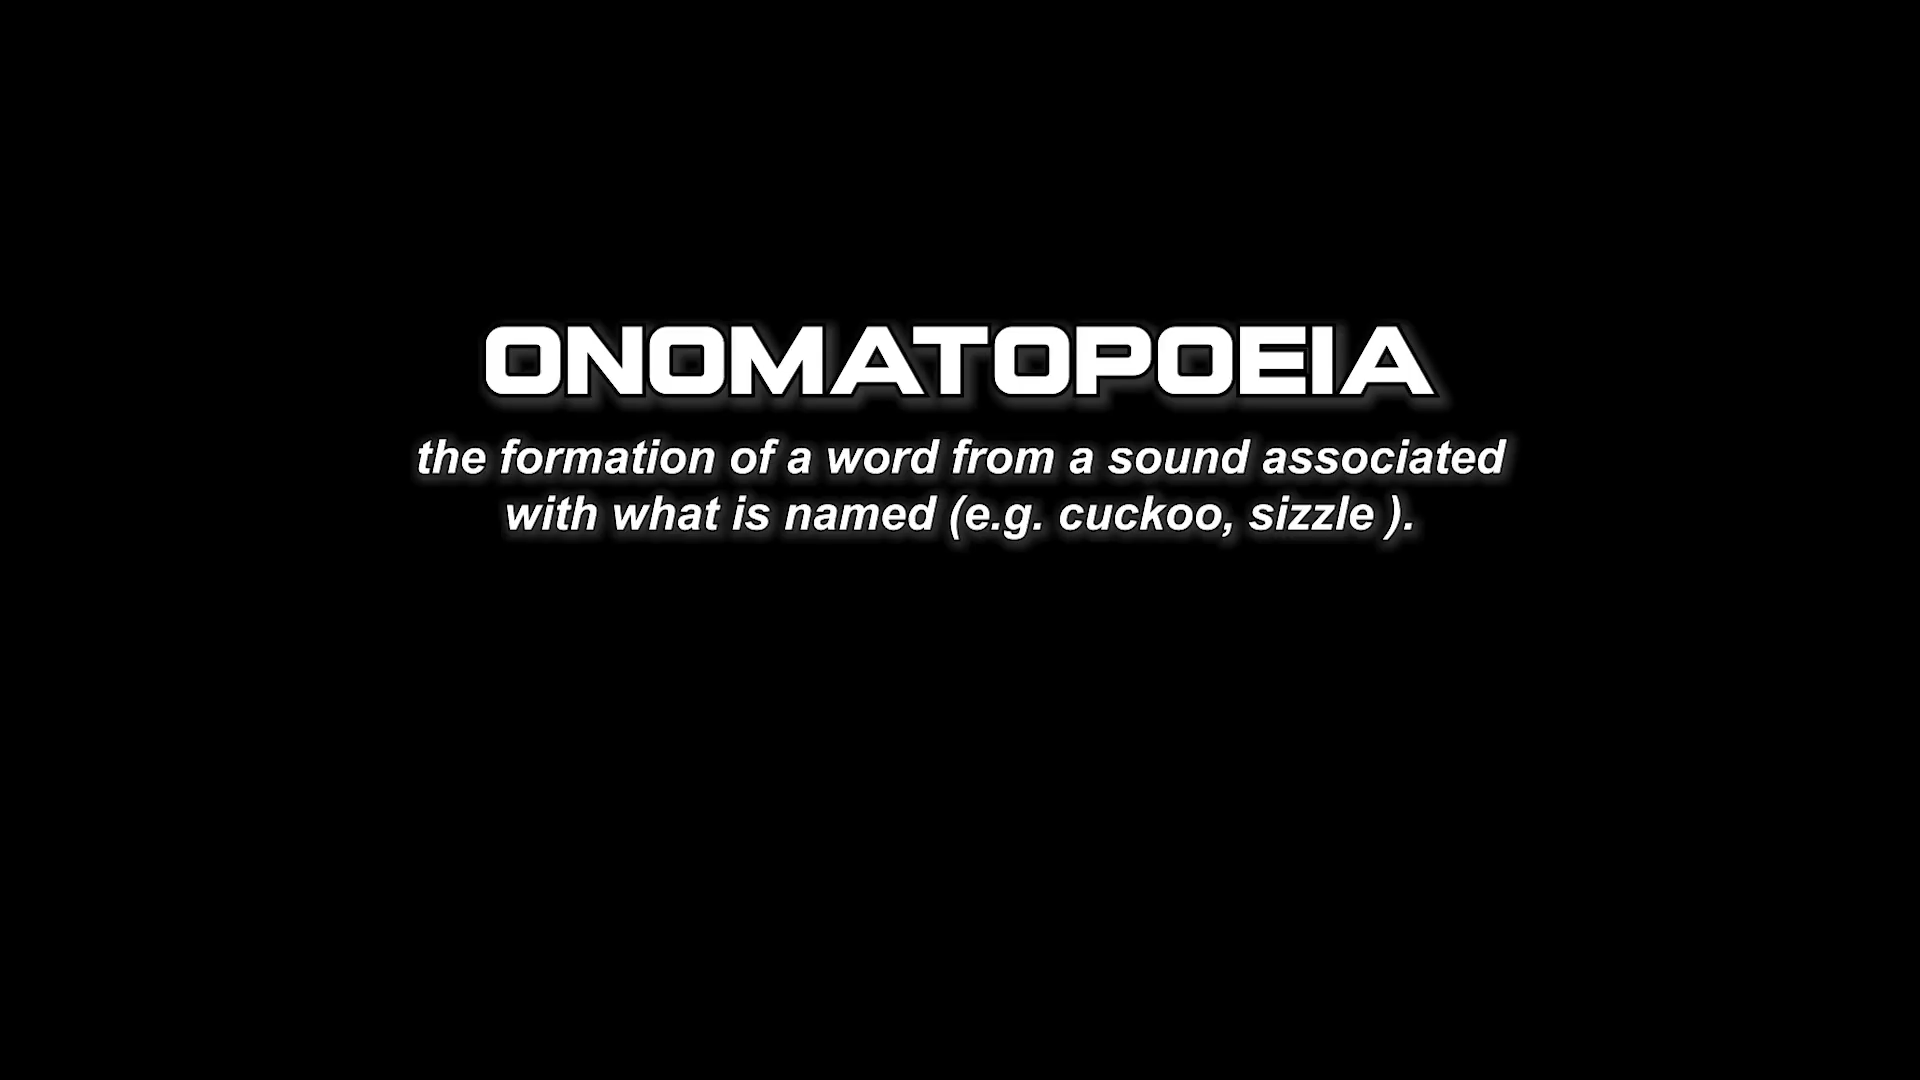 ONOMATOPOEIA
the formation of a word from a sound associated
with what is named (e.g. cuckoo, sizzle ).